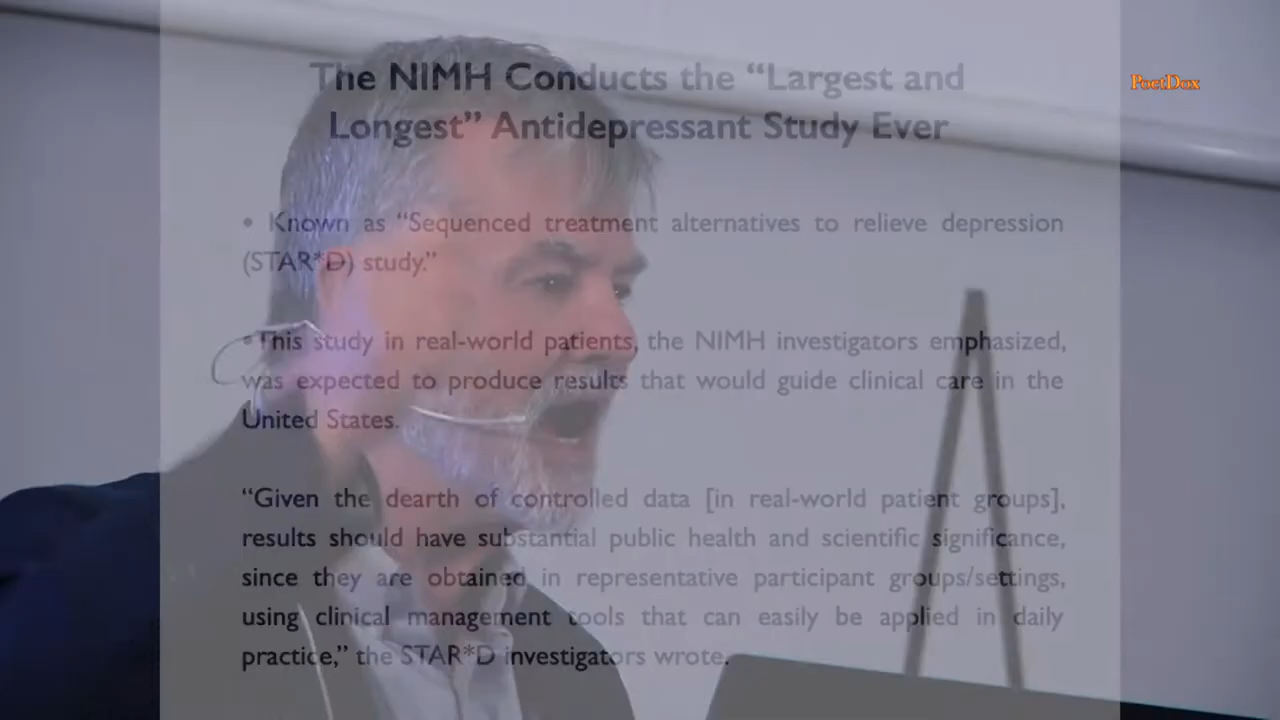 The NIMH Conducts the “Largest and
Longest” Antidepressant Study Ever
PoetDox
• Known as “Sequenced treatment alternatives to relieve depression
(STAR*D) study.”
•This study in real-world patients, the NIMH investigators emphasized,
was expected to produce results that would guide clinical care in the
United States.
“Given the dearth of controlled data [in real-world patient groups],
results should have substantial public health and scientific significance,
since they are obtained in representative participant groups/settings,
using clinical management tools that can easily be applied in daily
practice,” the STAR*D investigators wrote.